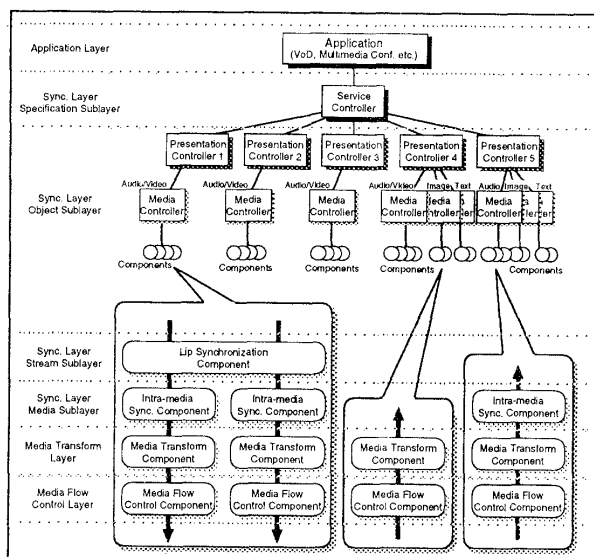 Application Layer
Application
(VoD, Multimedia Conf. etc.)
Sync. Layer
Specification Sublayer
Service
Controller
Presentation
Controller 1
Presentation
Controller 2
Presentation
Controller 3
Presentation
Controller 4
Presentation
Controller 5
Sync. Layer
Object Sublayer
Audio/Video
Audio/Video
Audio/Video
Audio/Video
Image
Text
Audio
Image
Text
Media
Controller
Media
Controller
Media
Controller
Media
Controller
Media
Controller
Components
Components
Components
Components
Components
Sync. Layer
Stream Sublayer
Lip Synchronization
Component
Sync. Layer
Media Sublayer
Intra-media
Sync. Component
Intra-media
Sync. Component
Intra-media
Sync. Component
Media Transform
Layer
Media Transform
Component
Media Transform
Component
Media Transform
Component
Media Transform
Component
Media Flow
Control Layer
Media Flow
Control Component
Media Flow
Control Component
Media Flow
Control Component
Media Flow
Control Component